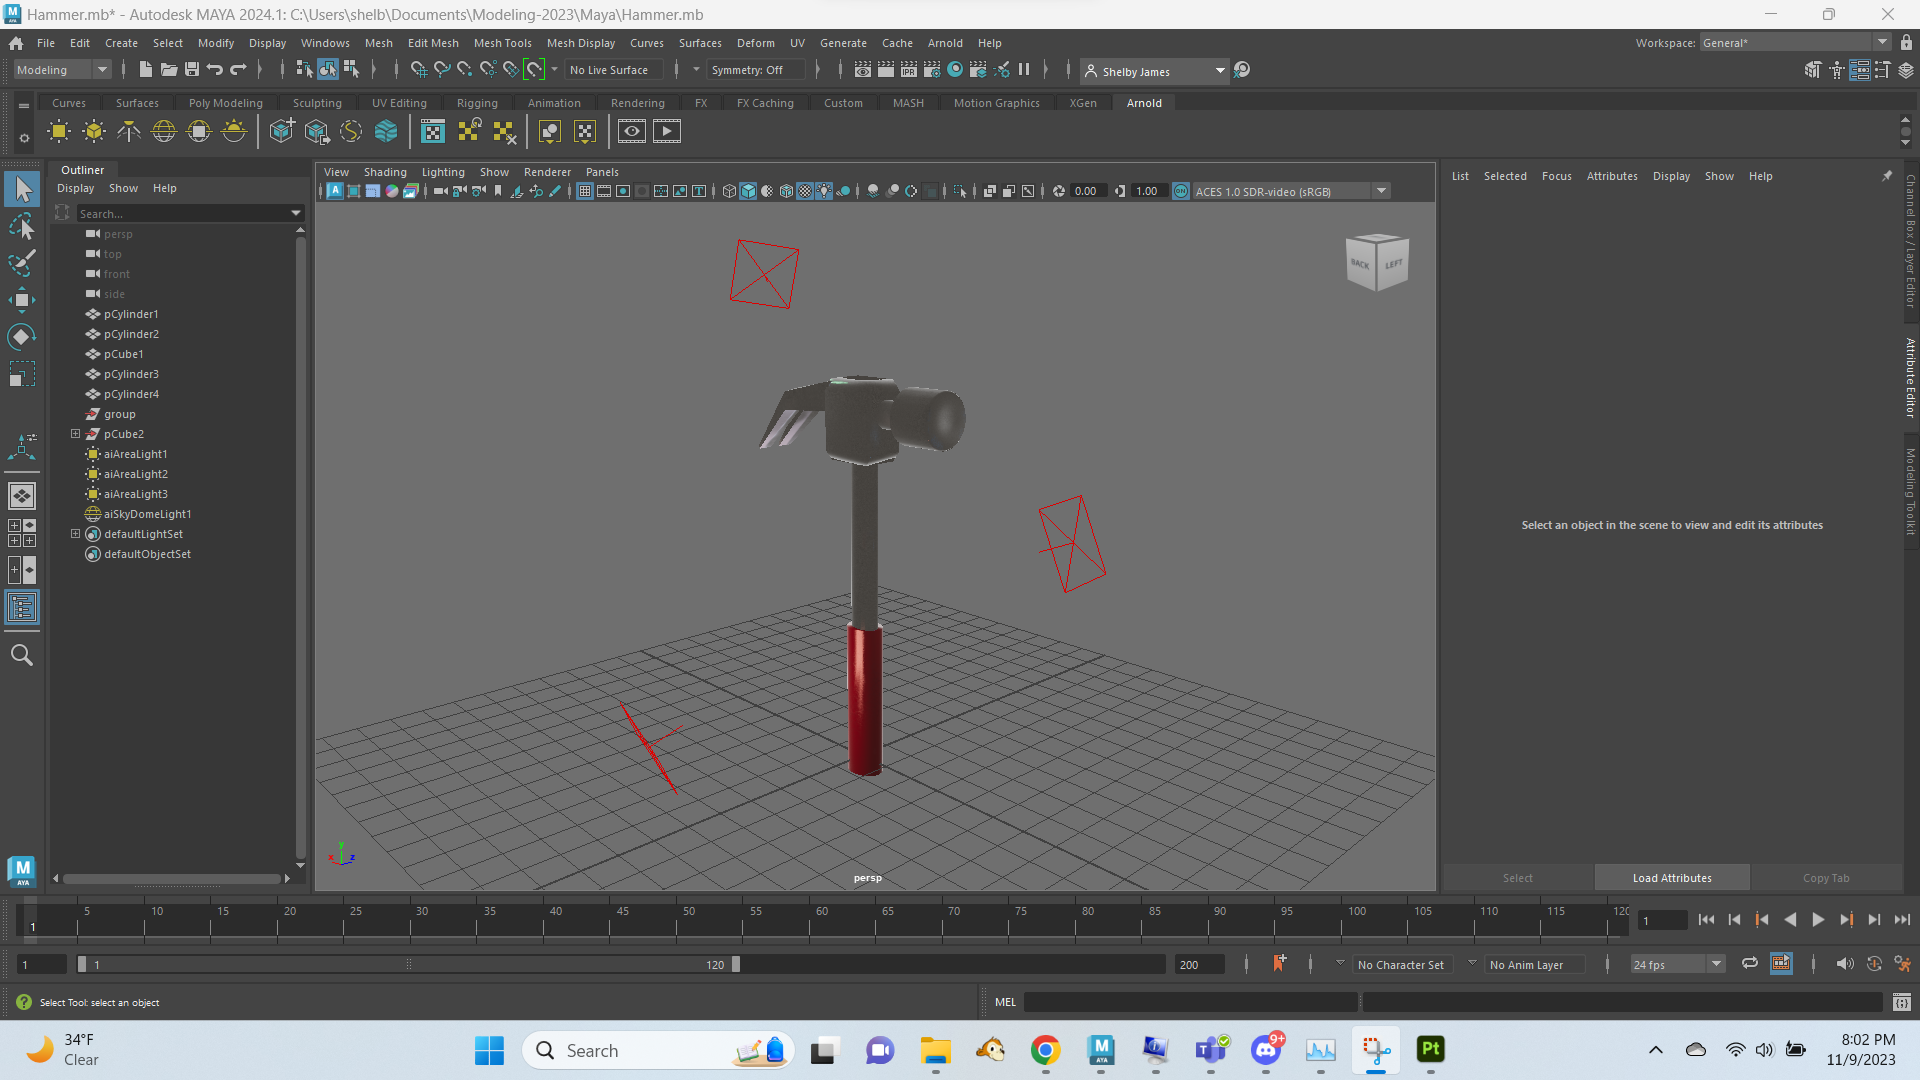 Hammer.mb* - Autodesk MAYA 2024.1: C:\Users\shelb\Documents\Modeling-2023\Maya\Hammer.mb
File Edit Create Select Modify Display Windows Mesh Edit Mesh Mesh Tools Mesh Display Curves Surfaces Deform UV Generate Cache Arnold Help
Workspace: General*
Modeling No Live Surface Symmetry: Off IPR Shelby James
Curves Surfaces Poly Modeling Sculpting UV Editing Rigging Animation Rendering FX FX Caching Custom MASH Motion Graphics XGen Arnold
Outliner
Display Show Help
Search...
persp
top
front
side
pCylinder1
pCylinder2
pCube1
pCylinder3
pCylinder4
group
pCube2
aiAreaLight1
aiAreaLight2
aiAreaLight3
aiSkyDomeLight1
defaultLightSet
defaultObjectSet
View Shading Lighting Show Renderer Panels
0.00 1.00 ACES 1.0 SDR-video (sRGB)
BACK LEFT
y
x z
persp
List Selected Focus Attributes Display Show Help
Select an object in the scene to view and edit its attributes
Select Load Attributes Copy Tab
Channel Box / Layer Editor
Attribute Editor
Modeling Toolkit
M
AYA
5 10 15 20 25 30 35 40 45 50 55 60 65 70 75 80 85 90 95 100 105 110 115 120
1
1
1 1 120 200 No Character Set No Anim Layer 24 fps
Select Tool: select an object
MEL
34°F
Clear
Search
9+
Pt
8:02 PM
11/9/2023